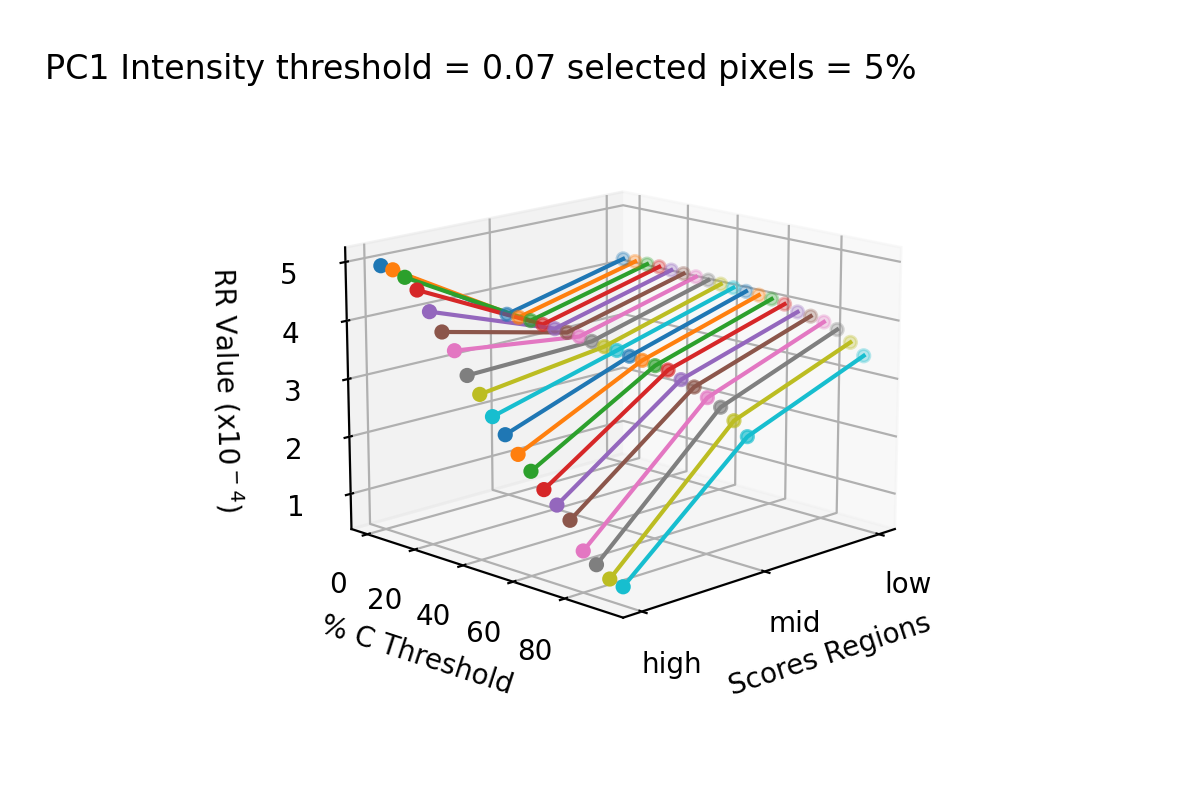 PC1 Intensity threshold = 0.07 selected pixels = 5%
5
4
3
2
1
RR Value (x10⁻⁴)
0
20
40
60
80
% C Threshold
high
mid
low
Scores Regions